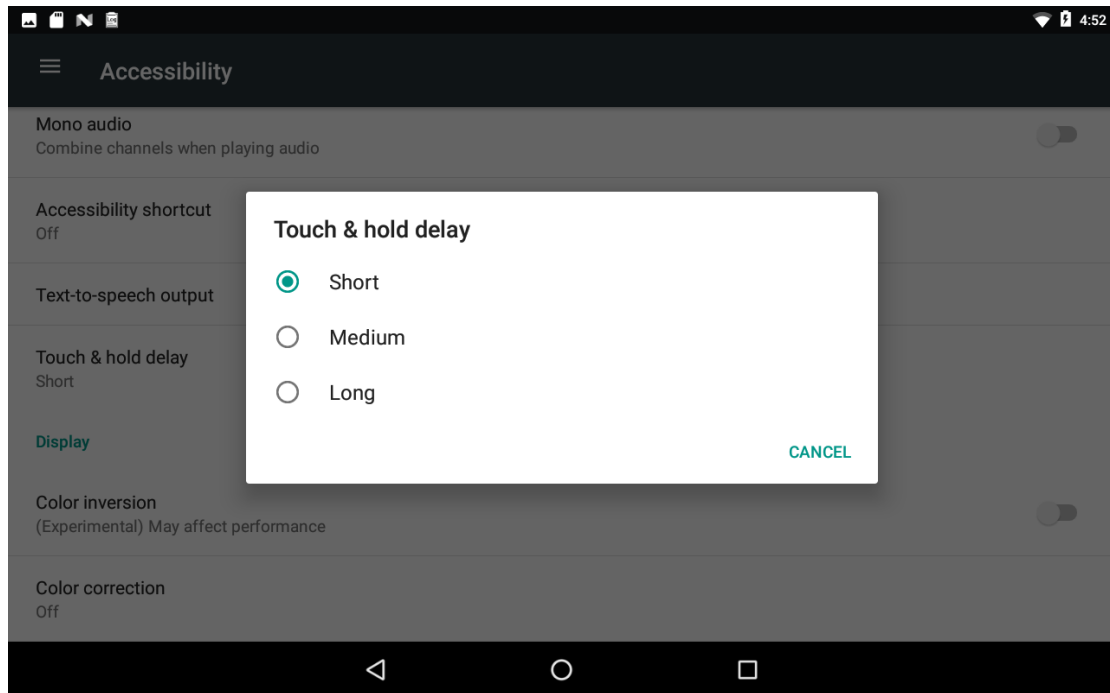 4:52
Accessibility
Mono audio
Combine channels when playing audio
Accessibility shortcut
Off
Text-to-speech output
Touch & hold delay
Short
Display
Color inversion
(Experimental) May affect performance
Color correction
Off
Touch & hold delay
Short
Medium
Long
CANCEL